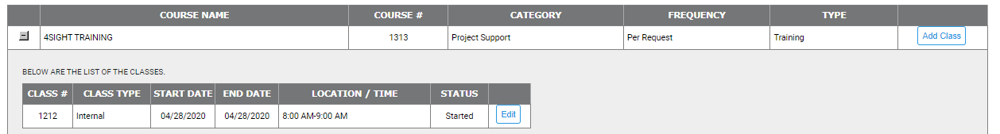 COURSE NAME COURSE # CATEGORY FREQUENCY TYPE
4SIGHT TRAINING 1313 Project Support Per Request Training Add Class
BELOW ARE THE LIST OF THE CLASSES.
CLASS # CLASS TYPE START DATE END DATE LOCATION / TIME STATUS
1212 Internal 04/28/2020 04/28/2020 8:00 AM-9:00 AM Started Edit